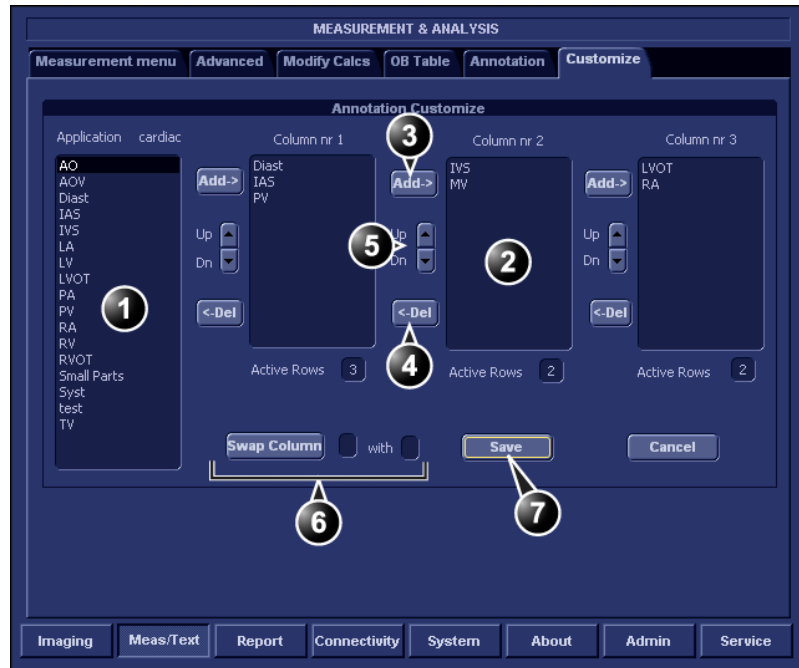 MEASUREMENT & ANALYSIS
Measurement menu Advanced Modify Calcs OB Table Annotation Customize
Annotation Customize
Application cardiac Column nr 1 Column nr 2 Column nr 3
3
AO
AOV
Diast
IAS
IVS
LA
LV
LVOT
PA
PV
RA
RV
RVOT
Small Parts
Syst
test
TV
1
Add->
Up
Dn
<-Del
Diast
IAS
PV
Active Rows 3
Add->
Up
Dn
5
<-Del
4
IVS
MV
2
Active Rows 2
Add->
Up
Dn
<-Del
LVOT
RA
Active Rows 2
Swap Column with Save Cancel
6 7
Imaging Meas/Text Report Connectivity System About Admin Service